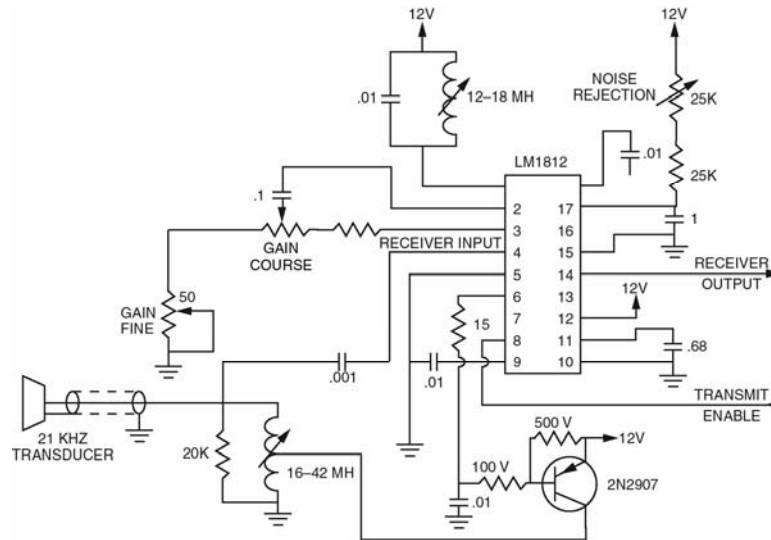 12V
12V
.01
12–18 MH
NOISE
REJECTION
25K
LM1812
.01
25K
.1
2
17
3
16
1
GAIN
COURSE
RECEIVER INPUT
4
15
5
14
RECEIVER
OUTPUT
50
GAIN
FINE
6
13
12V
15
7
12
8
11
.68
.001
.01
9
10
TRANSMIT
ENABLE
21 KHZ
TRANSDUCER
20K
16–42 MH
500 V
12V
100 V
2N2907
.01